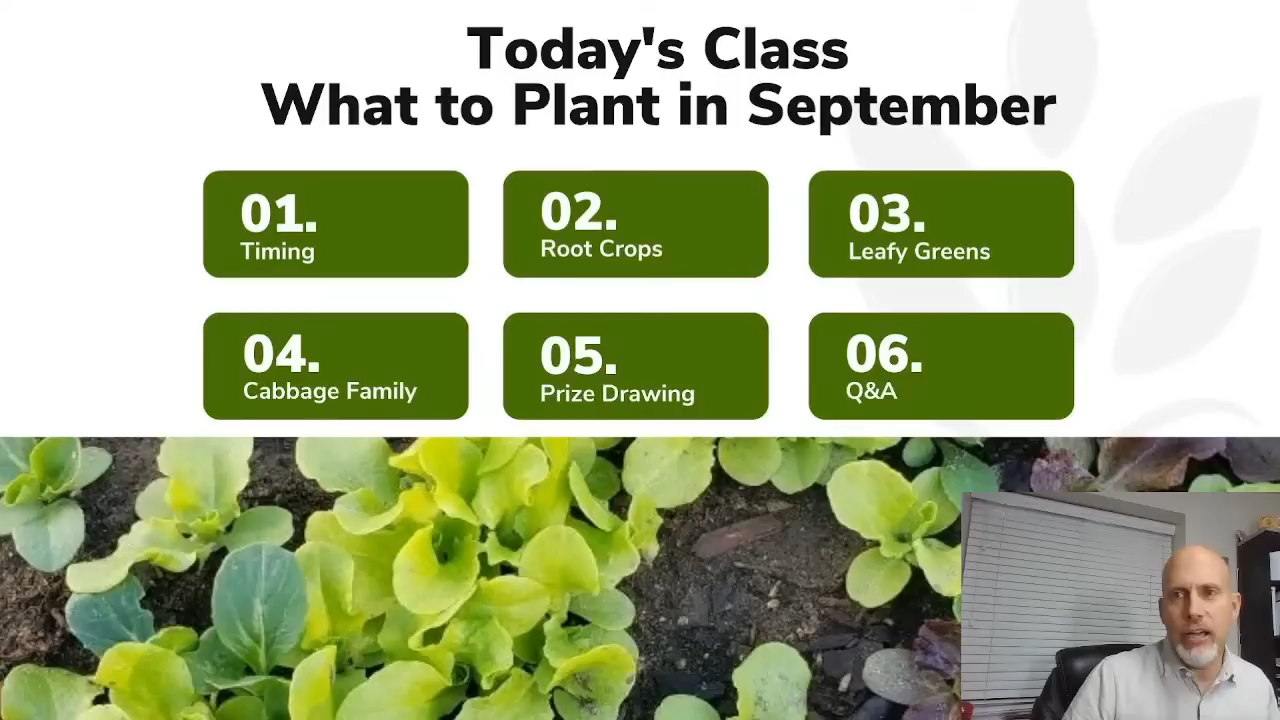 Today's Class
What to Plant in September
01.
Timing
02.
Root Crops
03.
Leafy Greens
04.
Cabbage Family
05.
Prize Drawing
06.
Q&A